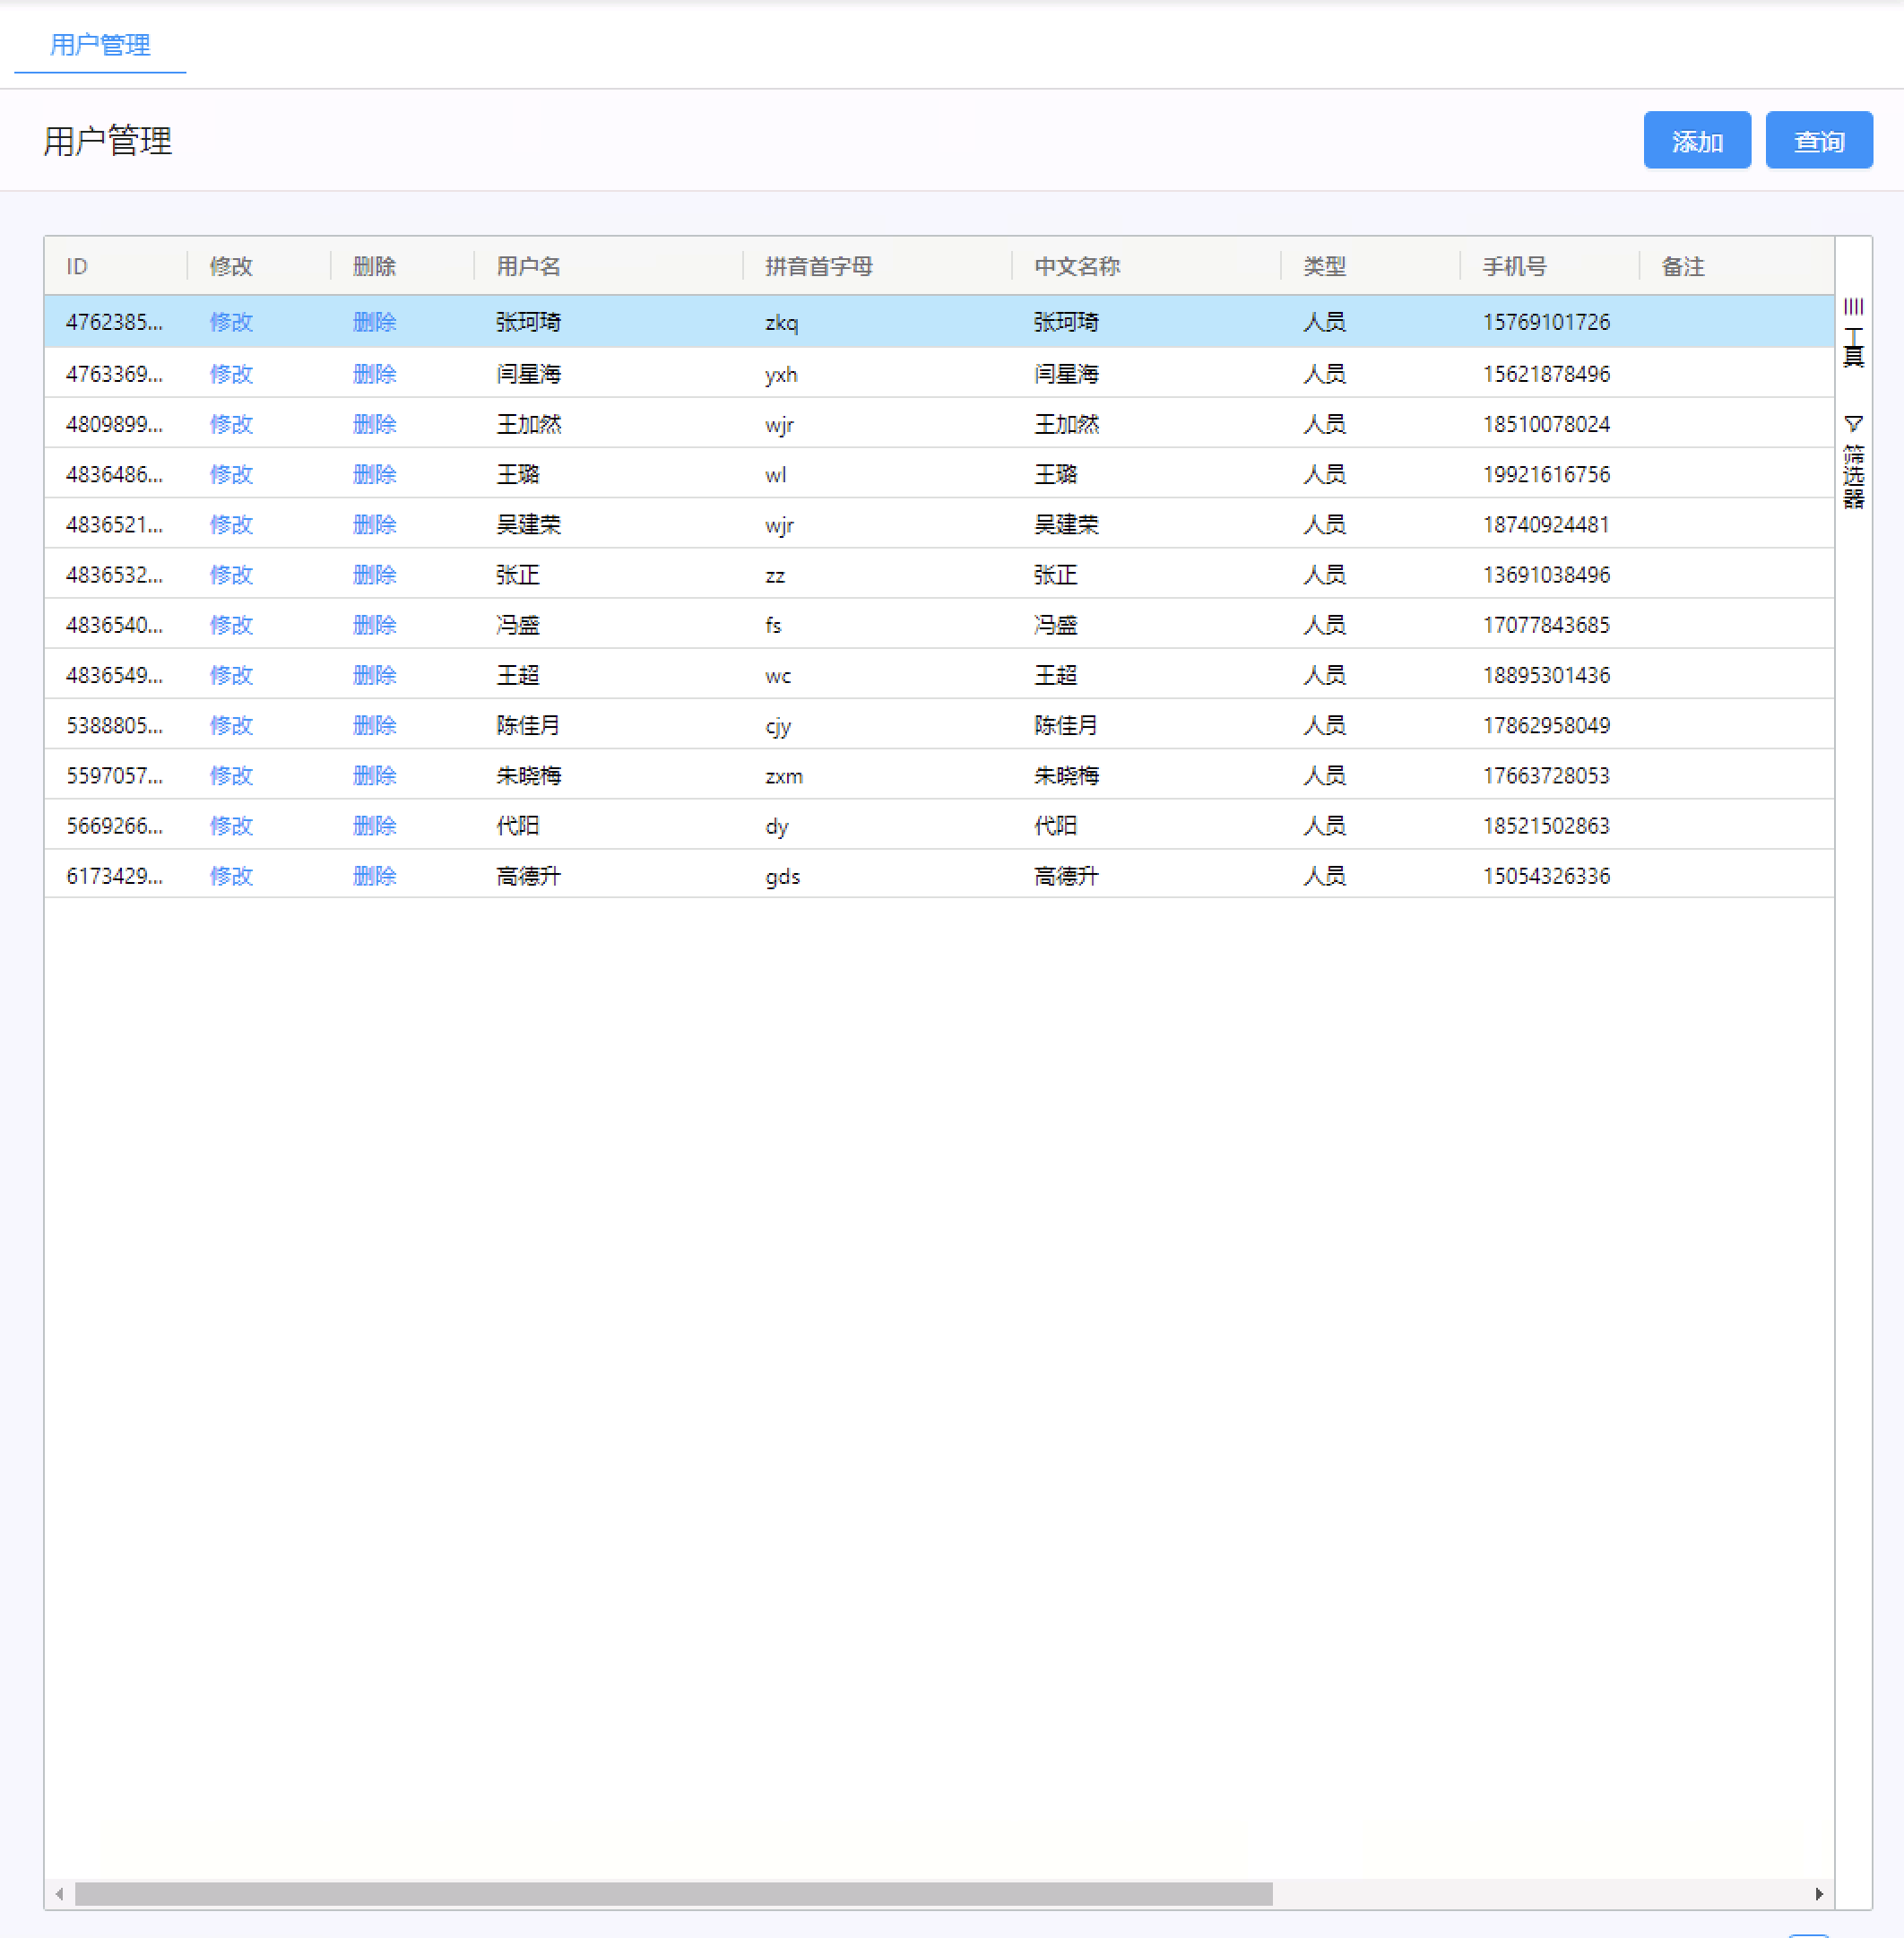 用户管理
用户管理 添加 查询
ID 修改 删除 用户名 拼音首字母 中文名称 类型 手机号 备注
4762385... 修改 删除 张珂琦 zkq 张珂琦 人员 15769101726
4763369... 修改 删除 闫星海 yxh 闫星海 人员 15621878496
4809899... 修改 删除 王加然 wjr 王加然 人员 18510078024
4836486... 修改 删除 王璐 wl 王璐 人员 19921616756
4836521... 修改 删除 吴建荣 wjr 吴建荣 人员 18740924481
4836532... 修改 删除 张正 zz 张正 人员 13691038496
4836540... 修改 删除 冯盛 fs 冯盛 人员 17077843685
4836549... 修改 删除 王超 wc 王超 人员 18895301436
5388805... 修改 删除 陈佳月 cjy 陈佳月 人员 17862958049
5597057... 修改 删除 朱晓梅 zxm 朱晓梅 人员 17663728053
5669266... 修改 删除 代阳 dy 代阳 人员 18521502863
6173429... 修改 删除 高德升 gds 高德升 人员 15054326336
工具
筛选器